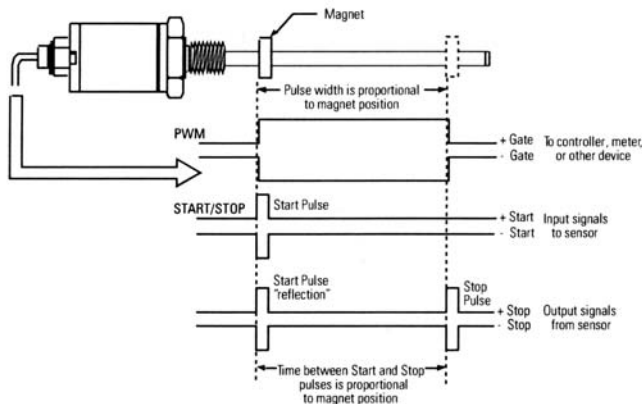 Magnet
Pulse width is proportional
to magnet position
PWM
+ Gate
- Gate
To controller, meter,
or other device
START/STOP
Start Pulse
+ Start
- Start
Input signals
to sensor
Start Pulse
"reflection"
Stop
Pulse
+ Stop
- Stop
Output signals
from sensor
Time between Start and Stop
pulses is proportional
to magnet position